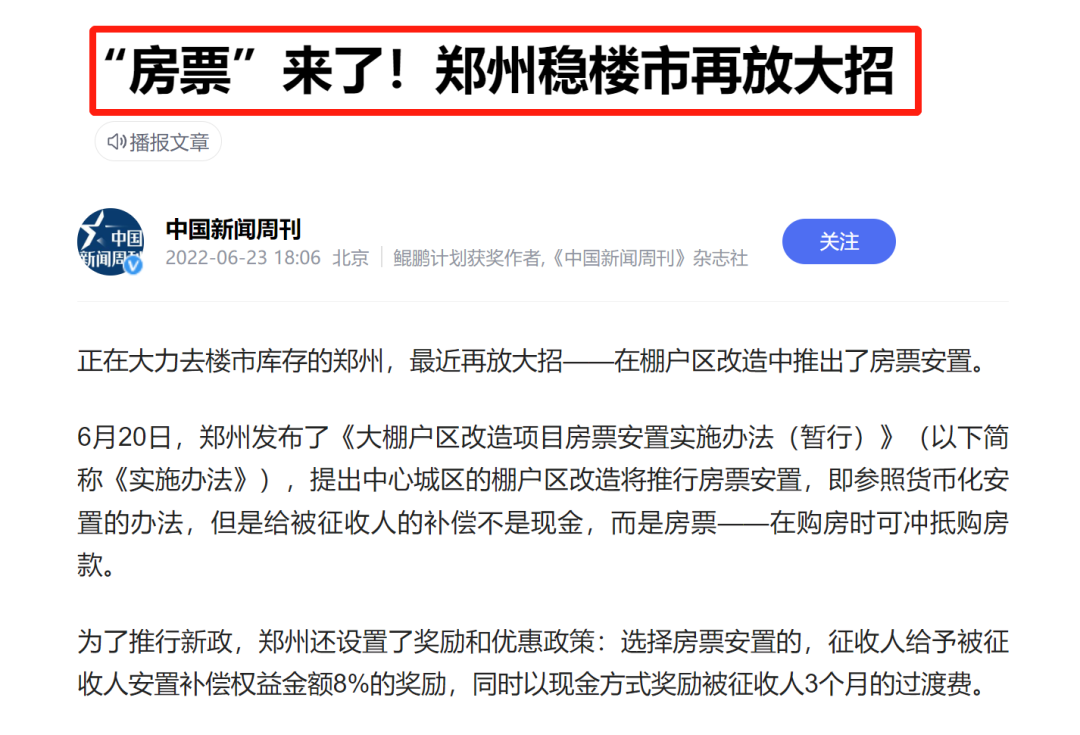 “房票”来了！郑州稳楼市再放大招
播报文章
中国
新闻周刊
中国新闻周刊
2022-06-23 18:06 北京 鲲鹏计划获奖作者,《中国新闻周刊》杂志社
关注
正在大力去楼市库存的郑州，最近再放大招——在棚户区改造中推出了房票安置。
6月20日，郑州发布了《大棚户区改造项目房票安置实施办法（暂行）》（以下简
称《实施办法》），提出中心城区的棚户区改造将推行房票安置，即参照货币化安
置的办法，但是给被征收人的补偿不是现金，而是房票——在购房时可冲抵购房
款。
为了推行新政，郑州还设置了奖励和优惠政策：选择房票安置的，征收人给予被征
收人安置补偿权益金额8%的奖励，同时以现金方式奖励被征收人3个月的过渡费。